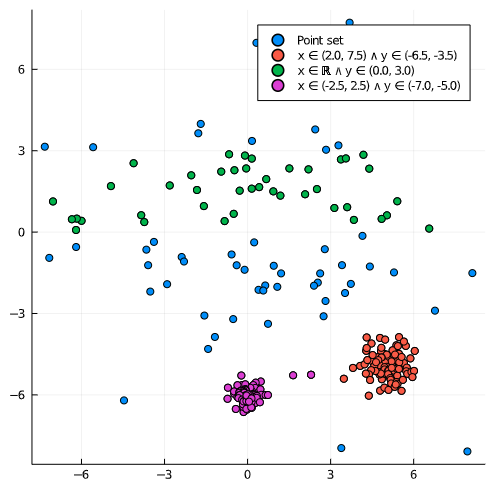 Point set
x ∈ (2.0, 7.5) ∧ y ∈ (-6.5, -3.5)
x ∈ ℝ ∧ y ∈ (0.0, 3.0)
x ∈ (-2.5, 2.5) ∧ y ∈ (-7.0, -5.0)
6
3
0
−3
−6
−6 −3 0 3 6